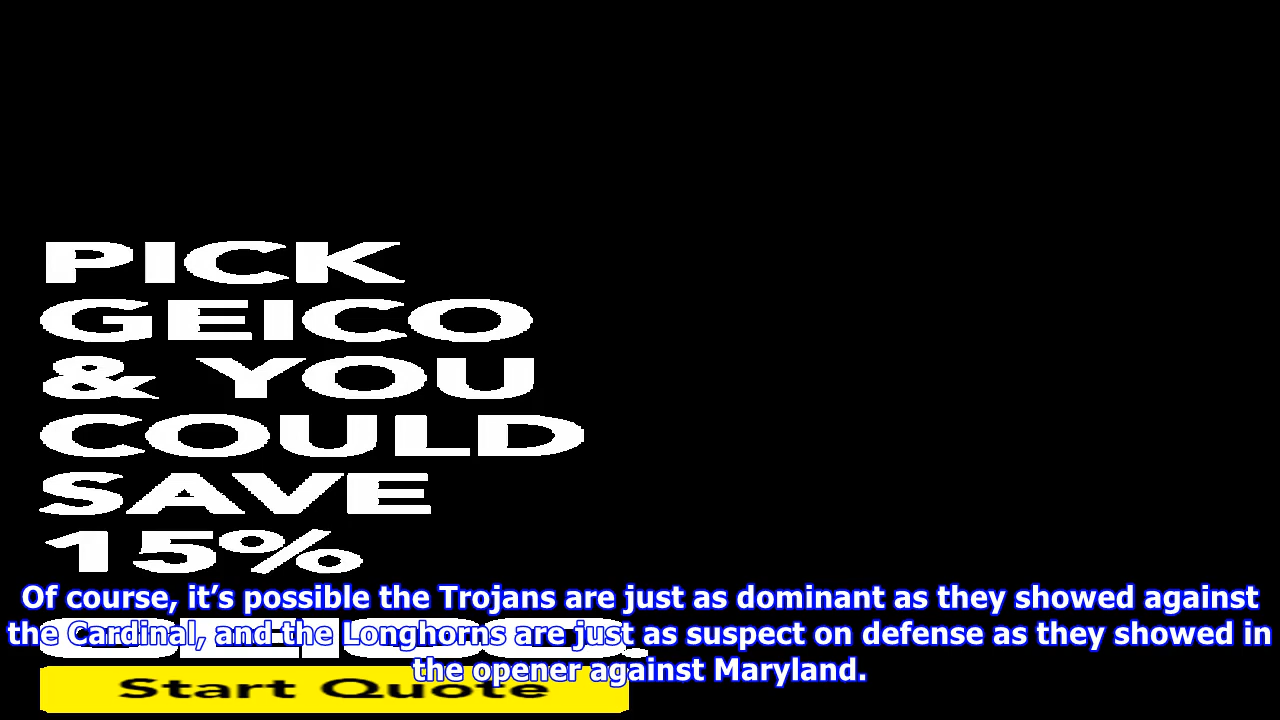 PICK
GEICO
& YOU
COULD
SAVE
15%
Of course, it’s possible the Trojans are just as dominant as they showed against
the Cardinal, and the Longhorns are just as suspect on defense as they showed in
the opener against Maryland.
GEICO.
Start Quote